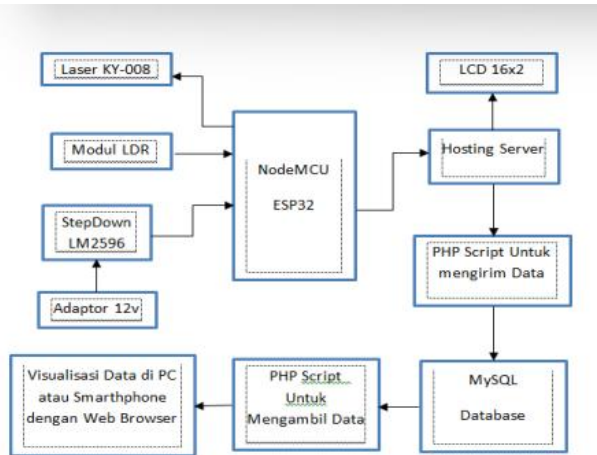 Laser KY-008
LCD 16x2
Modul LDR
NodeMCU
ESP32
Hosting Server
StepDown
LM2596
Adaptor 12v
PHP Script Untuk
mengirim Data
Visualisasi Data di PC
atau Smarthphone
dengan Web Browser
PHP Script
Untuk
Mengambil Data
MySQL
Database